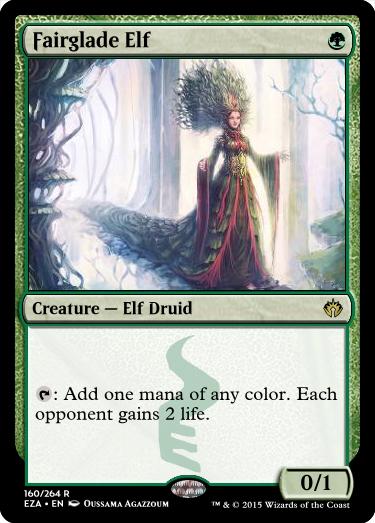 Fairglade Elf
Creature — Elf Druid
: Add one mana of any color. Each
opponent gains 2 life.
0/1
160/264 R
EZA • EN Oussama Agazzoum
™ & © 2015 Wizards of the Coast